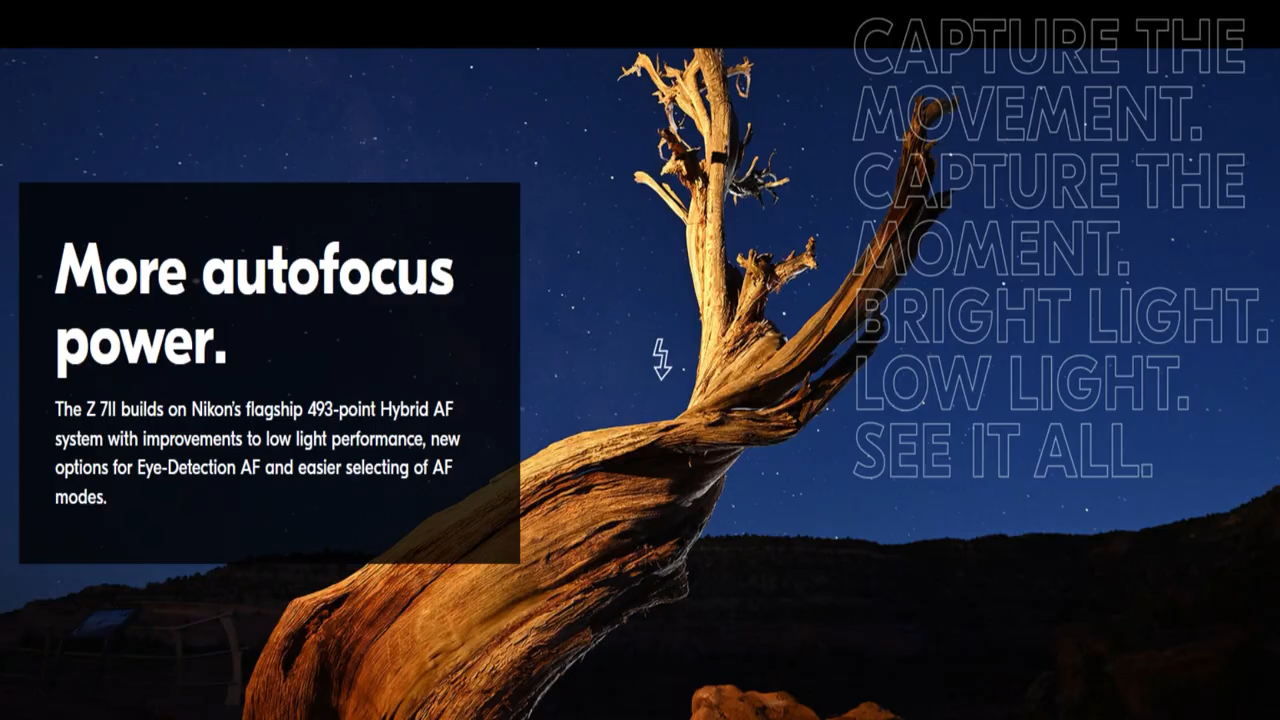 CAPTURE THE
MOVEMENT.
CAPTURE THE
MOMENT.
BRIGHT LIGHT.
LOW LIGHT.
SEE IT ALL.
More autofocus
power.
The Z 7II builds on Nikon's flagship 493-point Hybrid AF
system with improvements to low light performance, new
options for Eye-Detection AF and easier selecting of AF
modes.